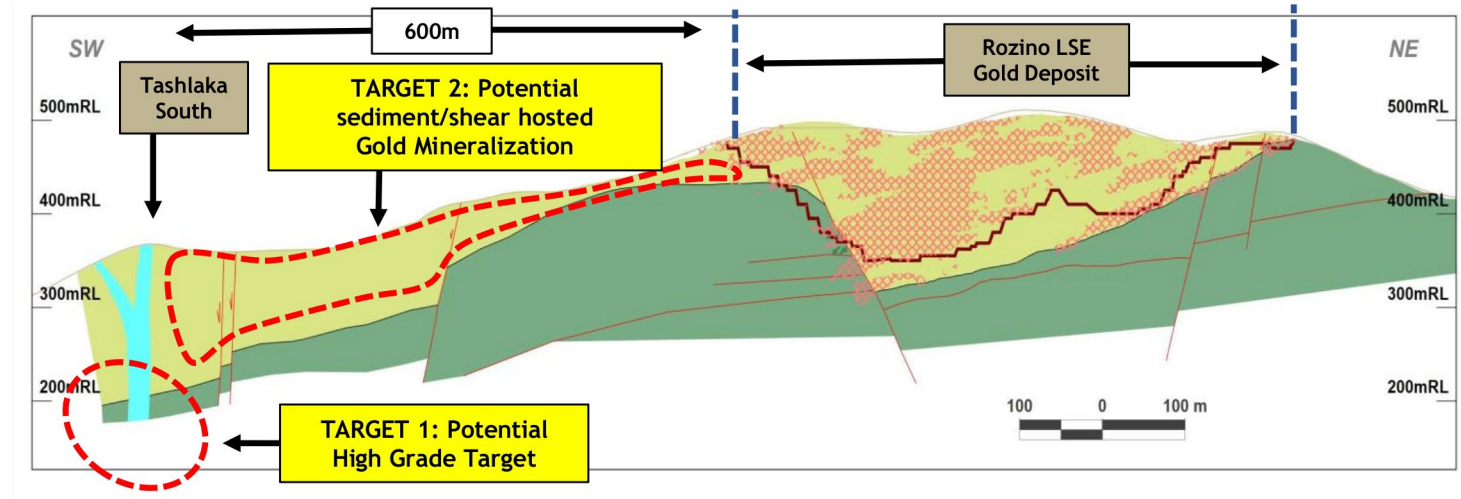 SW
600m
Rozino LSE
Gold Deposit
NE
Tashlaka
South
TARGET 2: Potential
sediment/shear hosted
Gold Mineralization
500mRL
500mRL
400mRL
400mRL
300mRL
300mRL
200mRL
200mRL
100 0 100 m
TARGET 1: Potential
High Grade Target